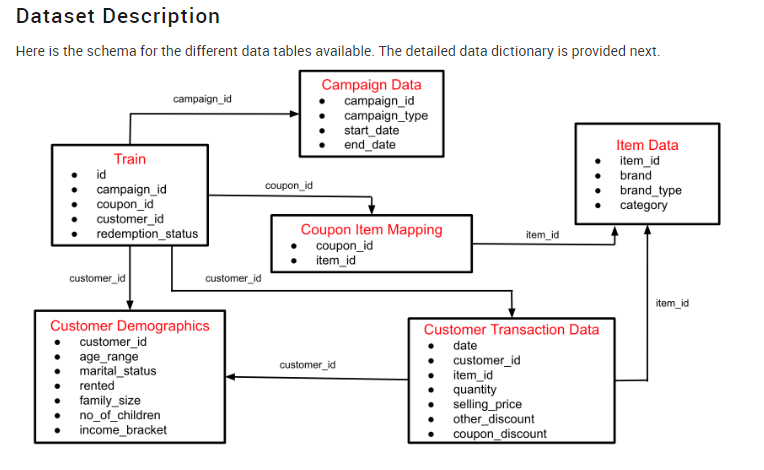 Dataset Description
Here is the schema for the different data tables available. The detailed data dictionary is provided next.
campaign_id
Campaign Data
• campaign_id
• campaign_type
• start_date
• end_date
Train
• id
• campaign_id
• coupon_id
• customer_id
• redemption_status
coupon_id
Item Data
• item_id
• brand
• brand_type
• category
Coupon Item Mapping
• coupon_id
• item_id
item_id
customer_id
customer_id
item_id
Customer Demographics
• customer_id
• age_range
• marital_status
• rented
• family_size
• no_of_children
• income_bracket
customer_id
Customer Transaction Data
• date
• customer_id
• item_id
• quantity
• selling_price
• other_discount
• coupon_discount